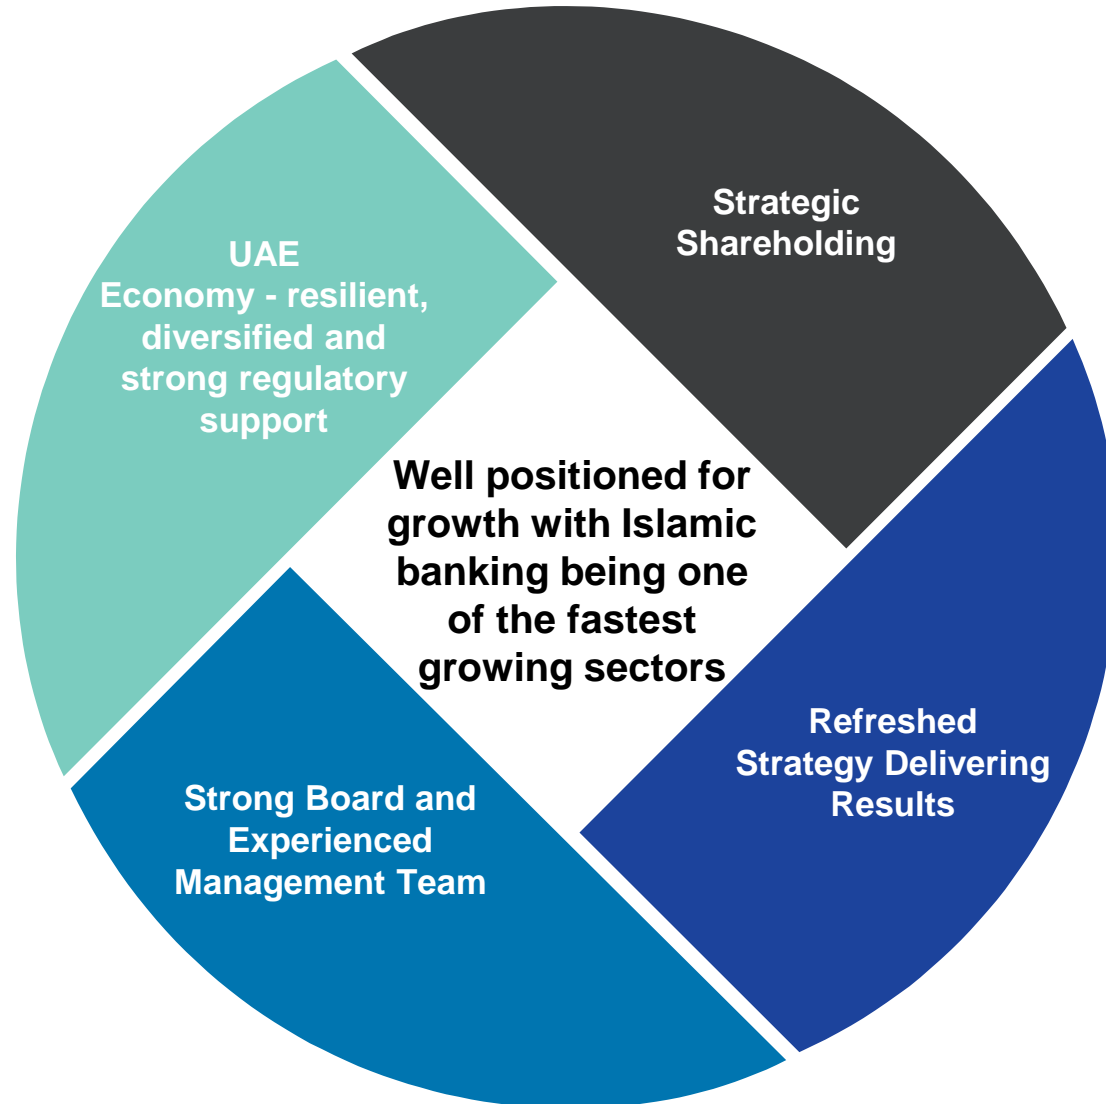 Strategic
Shareholding
UAE
Economy - resilient,
diversified and
strong regulatory
support
Well positioned for
growth with Islamic
banking being one
of the fastest
growing sectors
Refreshed
Strategy Delivering
Results
Strong Board and
Experienced
Management Team